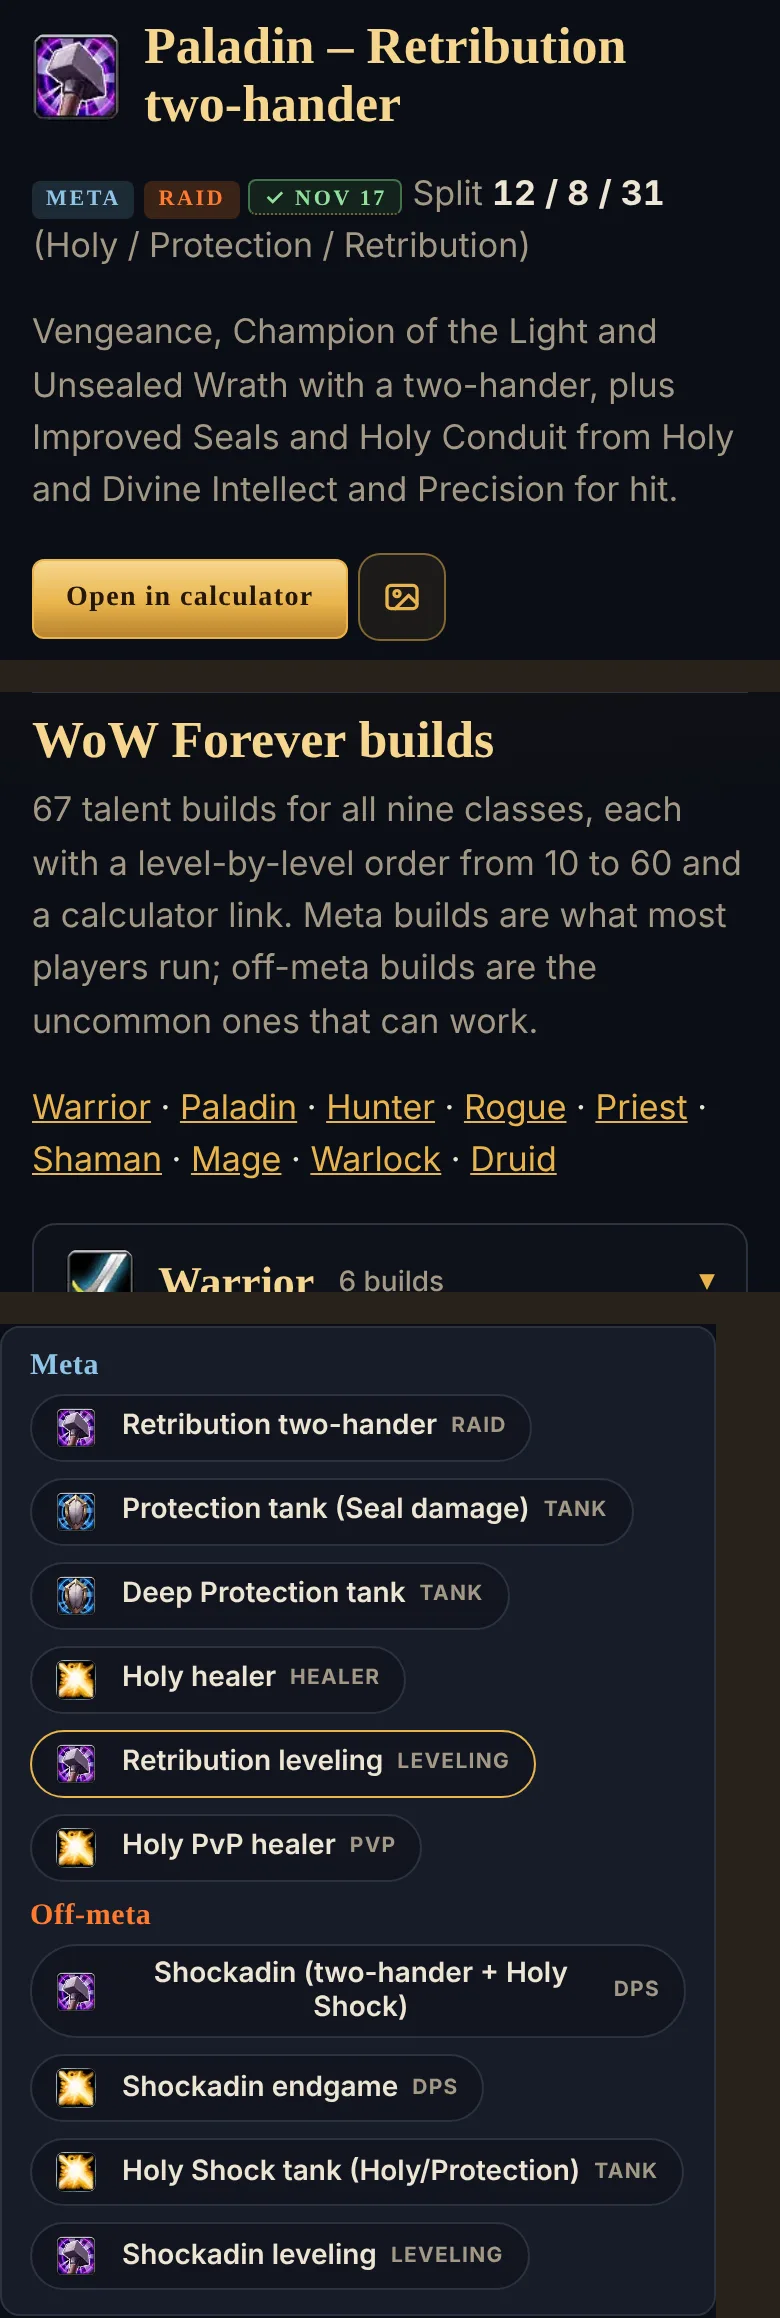 Paladin – Retribution
two-hander
META RAID ✓ NOV 17 Split 12 / 8 / 31
(Holy / Protection / Retribution)
Vengeance, Champion of the Light and
Unsealed Wrath with a two-hander, plus
Improved Seals and Holy Conduit from Holy
and Divine Intellect and Precision for hit.
Open in calculator
WoW Forever builds
67 talent builds for all nine classes, each
with a level-by-level order from 10 to 60 and
a calculator link. Meta builds are what most
players run; off-meta builds are the
uncommon ones that can work.
Warrior · Paladin · Hunter · Rogue · Priest ·
Shaman · Mage · Warlock · Druid
Warrior 6 builds ▼
Meta
Retribution two-hander RAID
Protection tank (Seal damage) TANK
Deep Protection tank TANK
Holy healer HEALER
Retribution leveling LEVELING
Holy PvP healer PVP
Off-meta
Shockadin (two-hander + Holy
Shock) DPS
Shockadin endgame DPS
Holy Shock tank (Holy/Protection) TANK
Shockadin leveling LEVELING